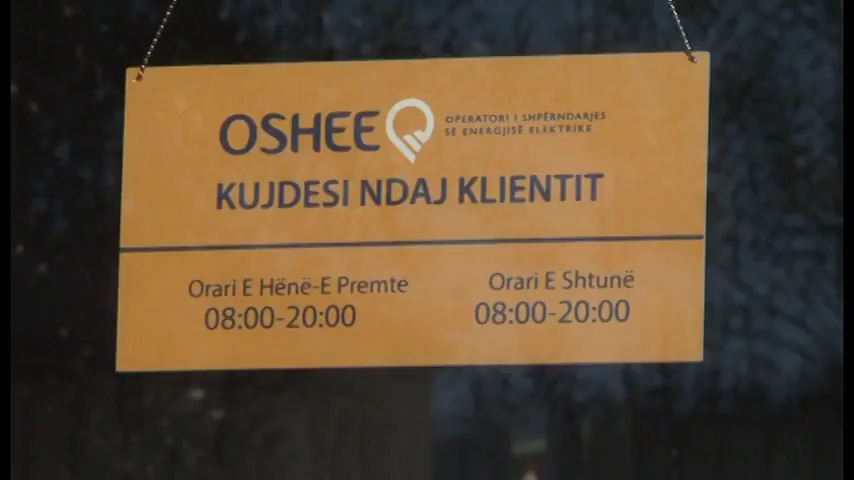 OSHEE
OPERATORI I SHPËRNDARJES
SË ENERGJISË ELEKTRIKE
KUJDESI NDAJ KLIENTIT
Orari E Hënë-E Premte
08:00-20:00
Orari E Shtunë
08:00-20:00